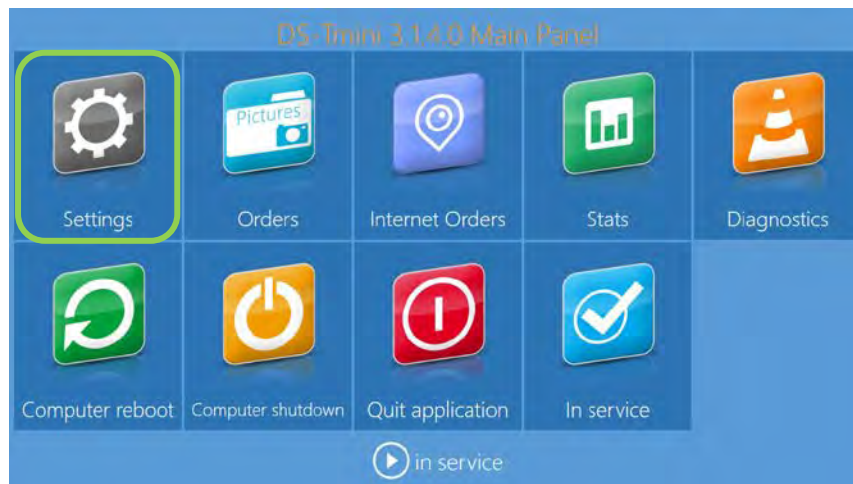 DS-Tmini 3.1.4.0 Main Panel
Pictures
Settings Orders Internet Orders Stats Diagnostics
Computer reboot Computer shutdown Quit application In service
in service